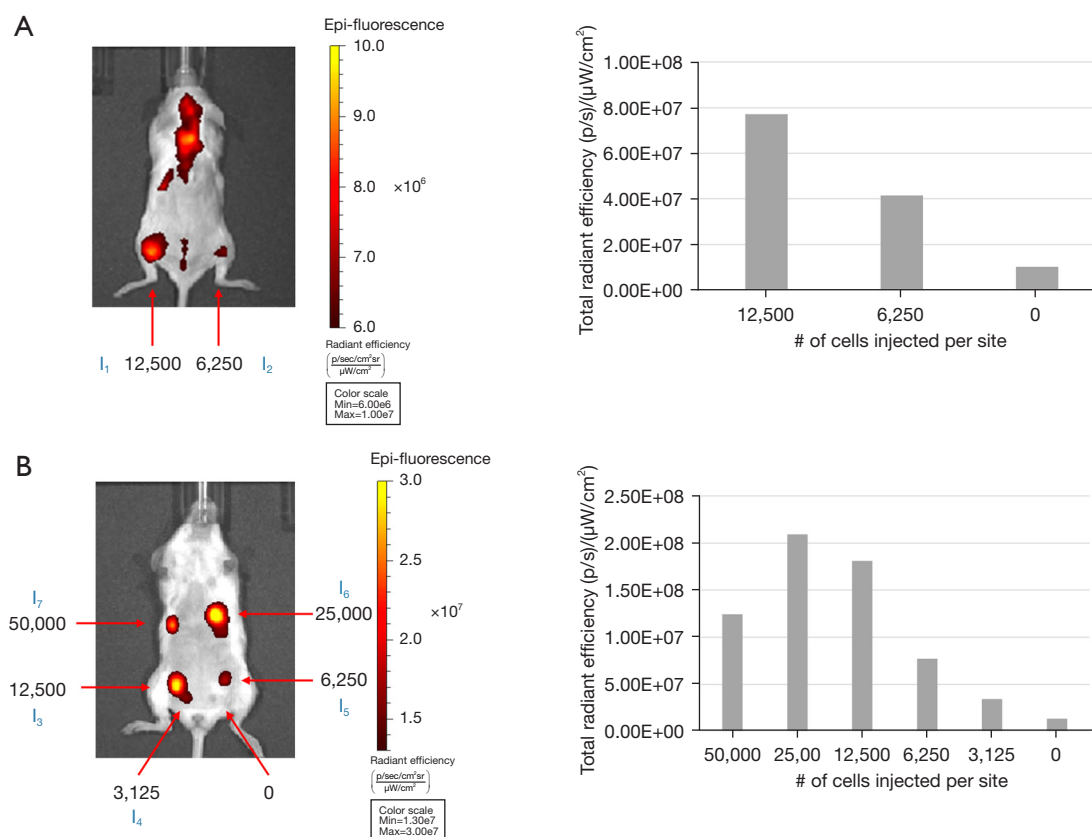 A
Epi-fluorescence
10.0
9.0
8.0
7.0
6.0
×10⁶
Radiant efficiency
(p/sec/cm²sr / µW/cm²)
Color scale
Min=6.00e6
Max=1.00e7
I₁ 12,500 6,250 I₂
Total radiant efficiency (p/s)/(µW/cm²)
1.00E+08
8.00E+07
6.00E+07
4.00E+07
2.00E+07
0.00E+00
12,500 6,250 0
# of cells injected per site
B
Epi-fluorescence
3.0
2.5
2.0
1.5
×10⁷
Radiant efficiency
(p/sec/cm²sr / µW/cm²)
Color scale
Min=1.30e7
Max=3.00e7
I₇
50,000
I₆
25,000
12,500
I₃
6,250
I₅
3,125
I₄
0
Total radiant efficiency (p/s)/(µW/cm²)
2.50E+08
2.00E+08
1.50E+08
1.00E+07
5.00E+07
0.00E+00
50,000 25,00 12,500 6,250 3,125 0
# of cells injected per site